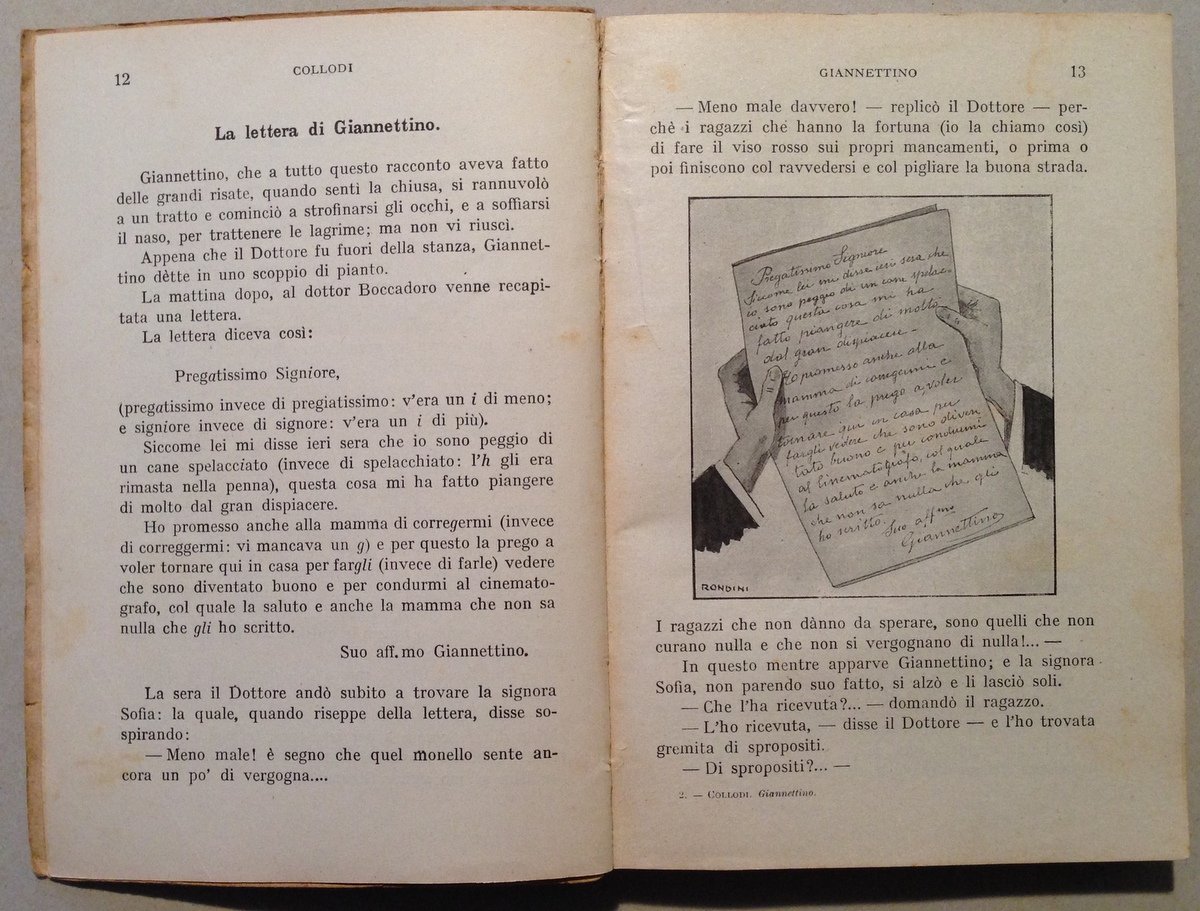 12
COLLODI
La lettera di Giannettino.
Giannettino, che a tutto questo racconto aveva fatto
delle grandi risate, quando sentì la chiusa, si rannuvolò
a un tratto e cominciò a strofinarsi gli occhi, e a soffiarsi
il naso, per trattenere le lagrime; ma non vi riuscì.
Appena che il Dottore fu fuori della stanza, Giannet-
tino dètte in uno scoppio di pianto.
La mattina dopo, al dottor Boccadoro venne recapi-
tata una lettera.
La lettera diceva così:
Pregatissimo Signiore,
(pregatissimo invece di pregiatissimo: v'era un i di meno;
e signiore invece di signore: v'era un i di più).
Siccome lei mi disse ieri sera che io sono peggio di
un cane spelacciato (invece di spelacchiato: l'h gli era
rimasta nella penna), questa cosa mi ha fatto piangere
di molto dal gran dispiacere.
Ho promesso anche alla mamma di corregermi (invece
di correggermi: vi mancava un g) e per questo la prego a
voler tornare qui in casa per fargli (invece di farle) vedere
che sono diventato buono e per condurmi al cinemato-
grafo, col quale la saluto e anche la mamma che non sa
nulla che gli ho scritto.
Suo aff.mo Giannettino.
La sera il Dottore andò subito a trovare la signora
Sofia: la quale, quando riseppe della lettera, disse so-
spirando:
— Meno male! è segno che quel monello sente an-
cora un po' di vergogna....
GIANNETTINO
13
— Meno male davvero! — replicò il Dottore — per-
chè i ragazzi che hanno la fortuna (io la chiamo così)
di fare il viso rosso sui propri mancamenti, o prima o
poi finiscono col ravvedersi e col pigliare la buona strada.
Pregatissimo Signiore
Siccome lei mi disse ieri sera che
io sono peggio di un cane spelac-
ciato questa cosa mi ha
fatto piangere di molto
dal gran dispiacere -
Ho promesso anche alla
mamma di coregermi e
per questo la prego a voler
tornare qui in casa per
fargli vedere che sono diven
tato buono e per condurmi
al cinematografo, col quale
la saluto e anche la mamma
che non sa nulla che gli
ho scritto.
Suo aff.mo
Giannettino
RONDINI
I ragazzi che non dànno da sperare, sono quelli che non
curano nulla e che non si vergognano di nulla!... —
In questo mentre apparve Giannettino; e la signora
Sofia, non parendo suo fatto, si alzò e li lasciò soli.
— Che l'ha ricevuta?... — domandò il ragazzo.
— L'ho ricevuta, — disse il Dottore — e l'ho trovata
gremita di spropositi.
— Di spropositi?... —
2. — COLLODI. Giannettino.